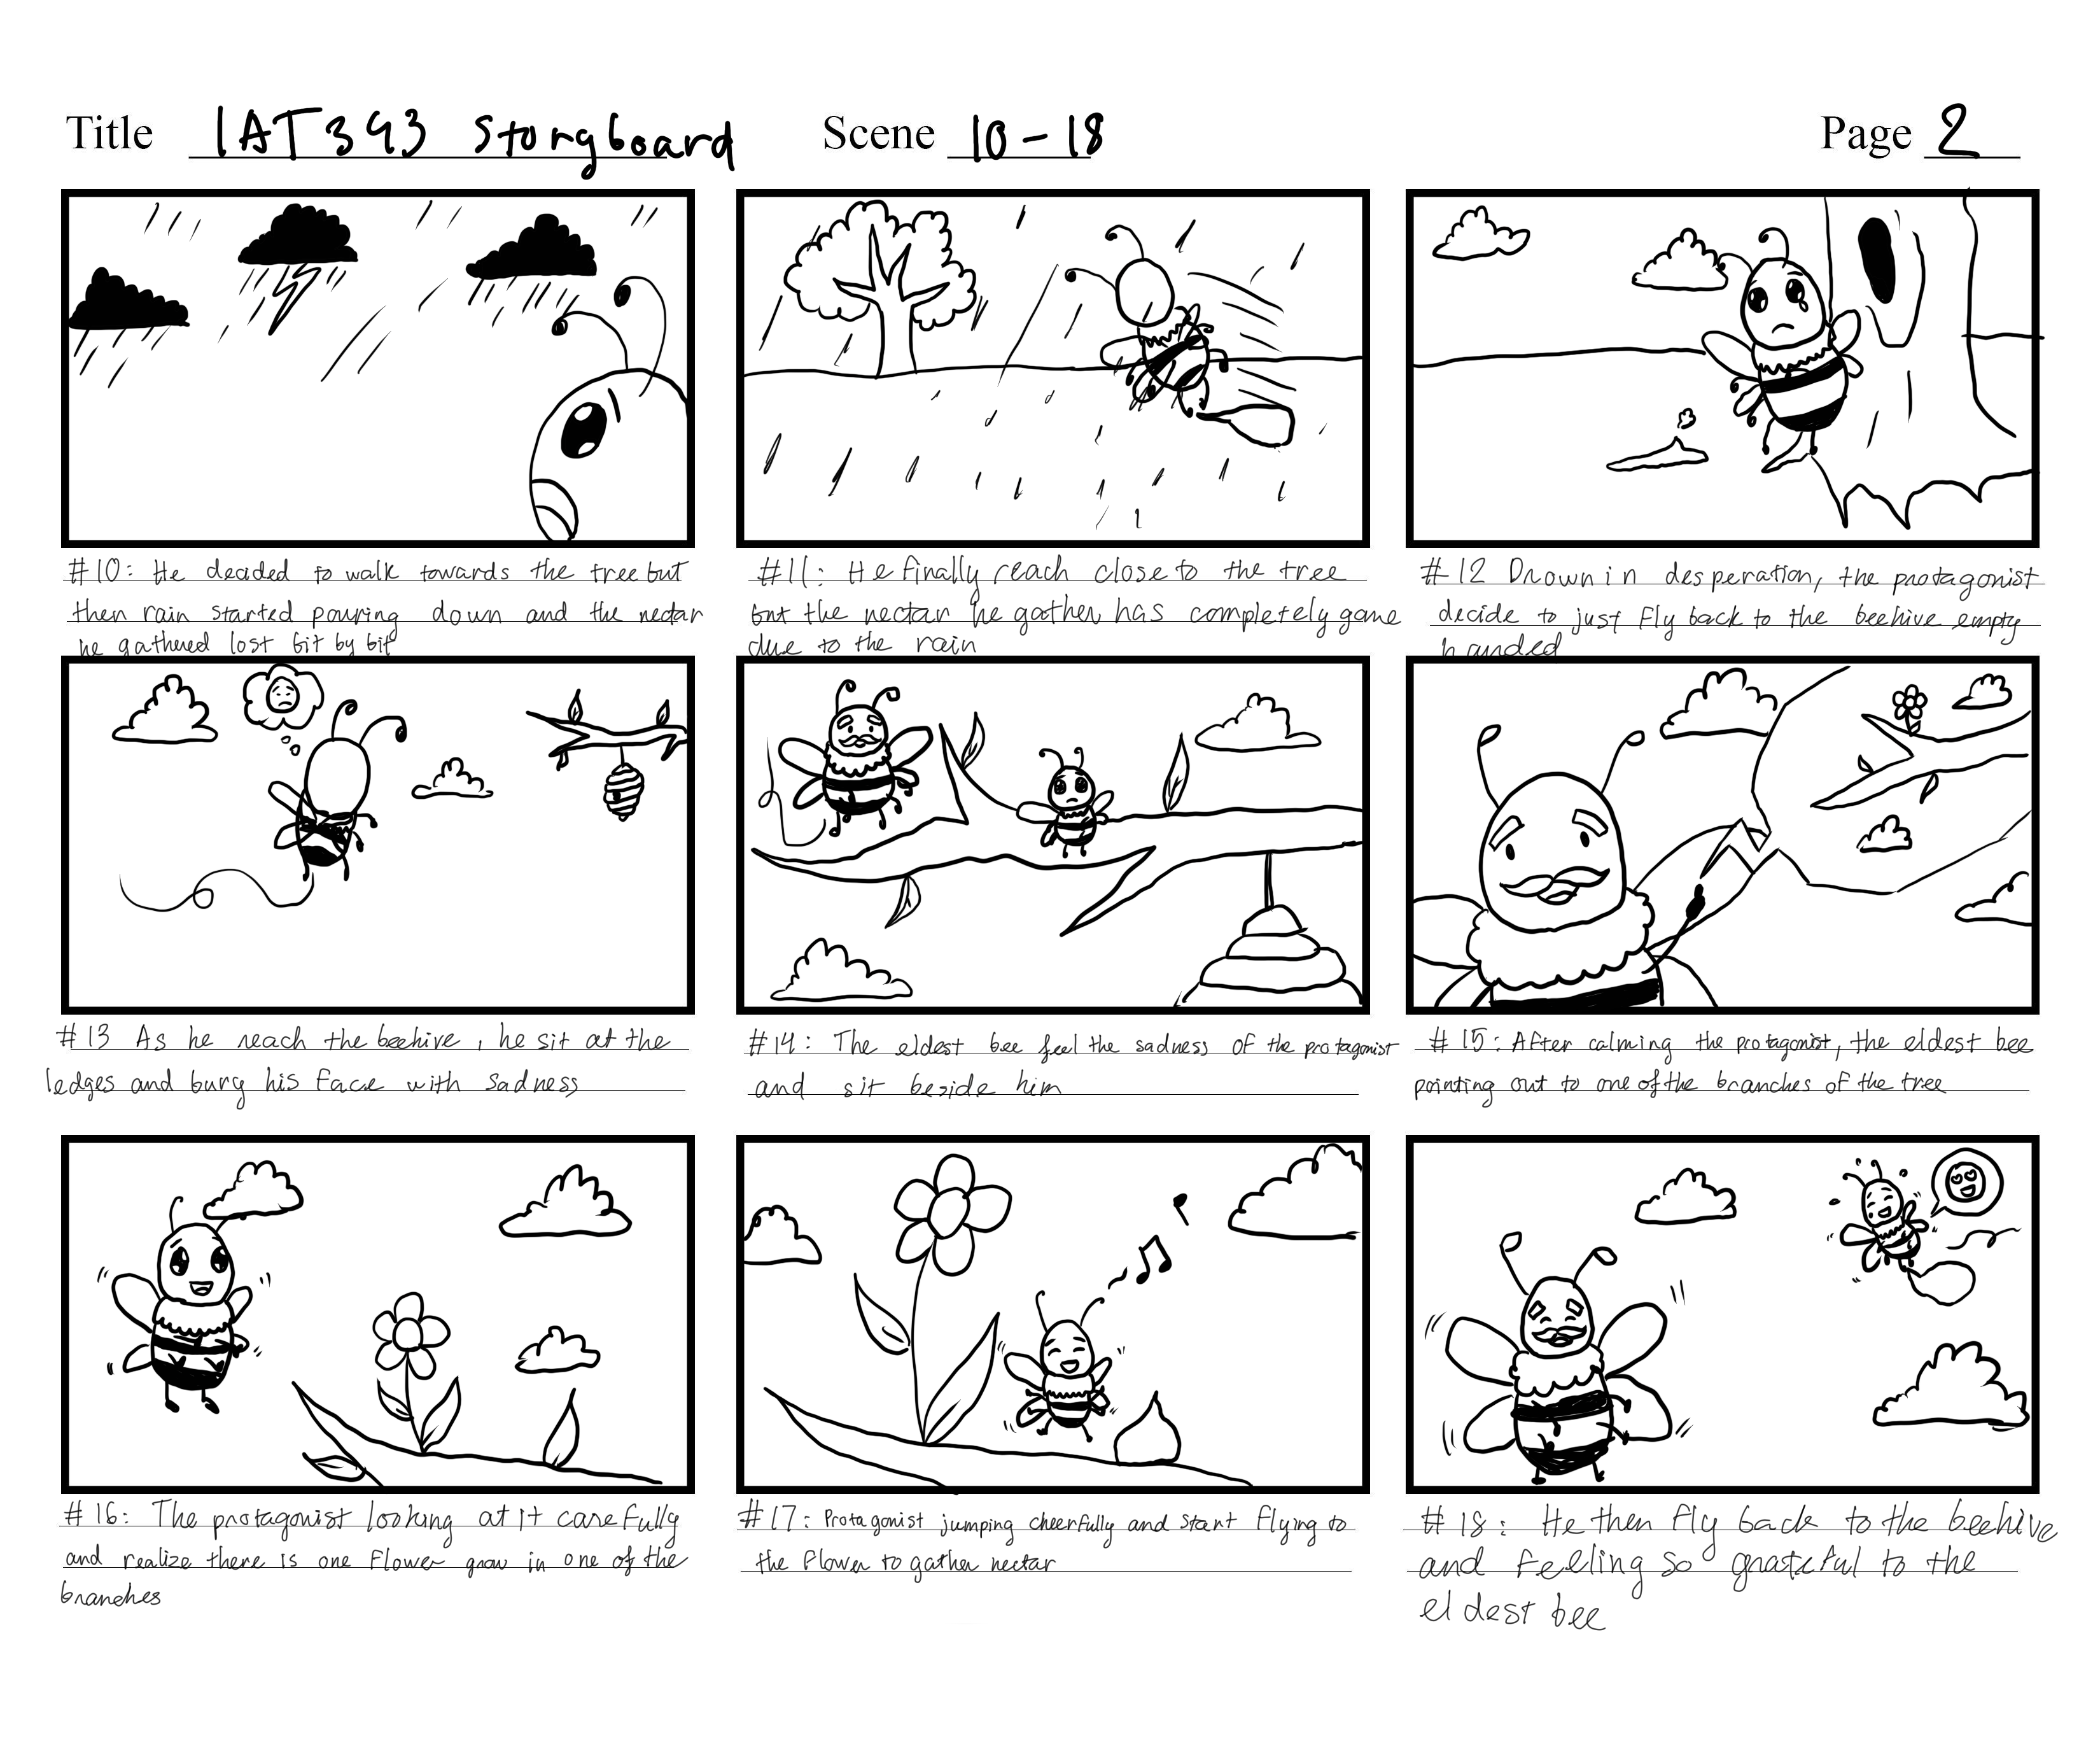 Title IAT343 Storyboard Scene 10-18 Page 2
#10: He decided to walk towards the tree but
then rain started pouring down and the nectar
he gathered lost bit by bit
#11: He finally reach close to the tree
but the nectar he gather has completely gone
due to the rain
#12 Drown in desperation, the protagonist
decide to just fly back to the beehive empty
handed
#13 As he reach the beehive, he sit at the
ledges and bury his face with sadness
#14: The eldest bee feel the sadness of the protagonist
and sit beside him
#15: After calming the protagonist, the eldest bee
pointing out to one of the branches of the tree
#16: The protagonist looking at it carefully
and realize there is one flower grow in one of the
branches
#17: Protagonist jumping cheerfully and start flying to
the flower to gather nectar
#18: He then fly back to the beehive
and feeling so grateful to the
eldest bee